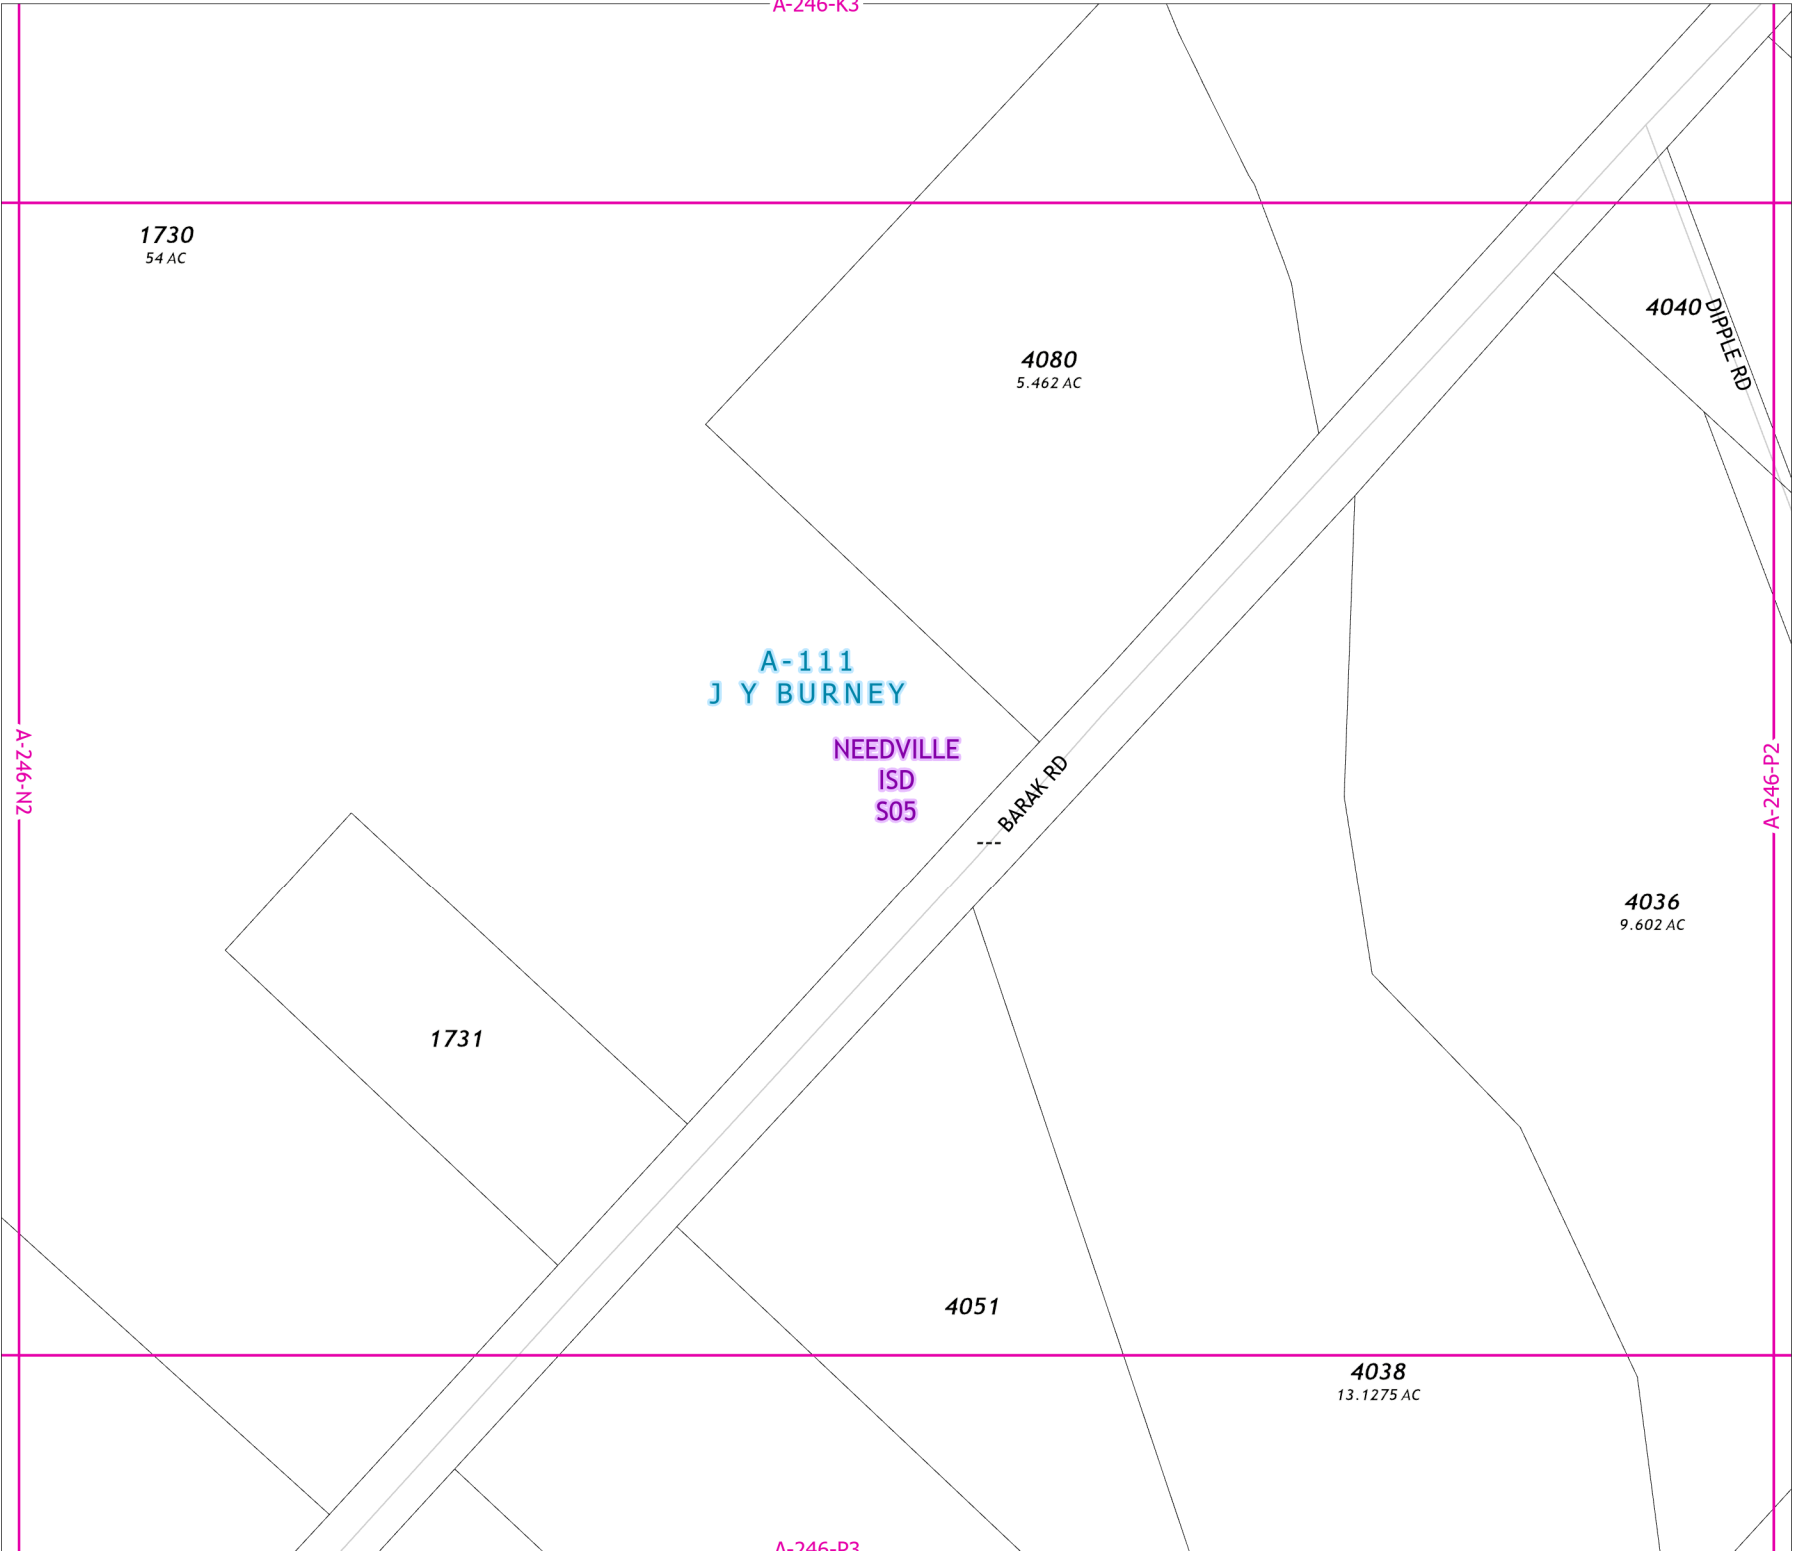 A-246-K3
1730
54 AC
4040
DIPPLE RD
4080
5.462 AC
A-111
J Y BURNEY
NEEDVILLE
ISD
S05
BARAK RD
---
A-246-N2
A-246-P2
4036
9.602 AC
1731
4051
4038
13.1275 AC
A-246-P3